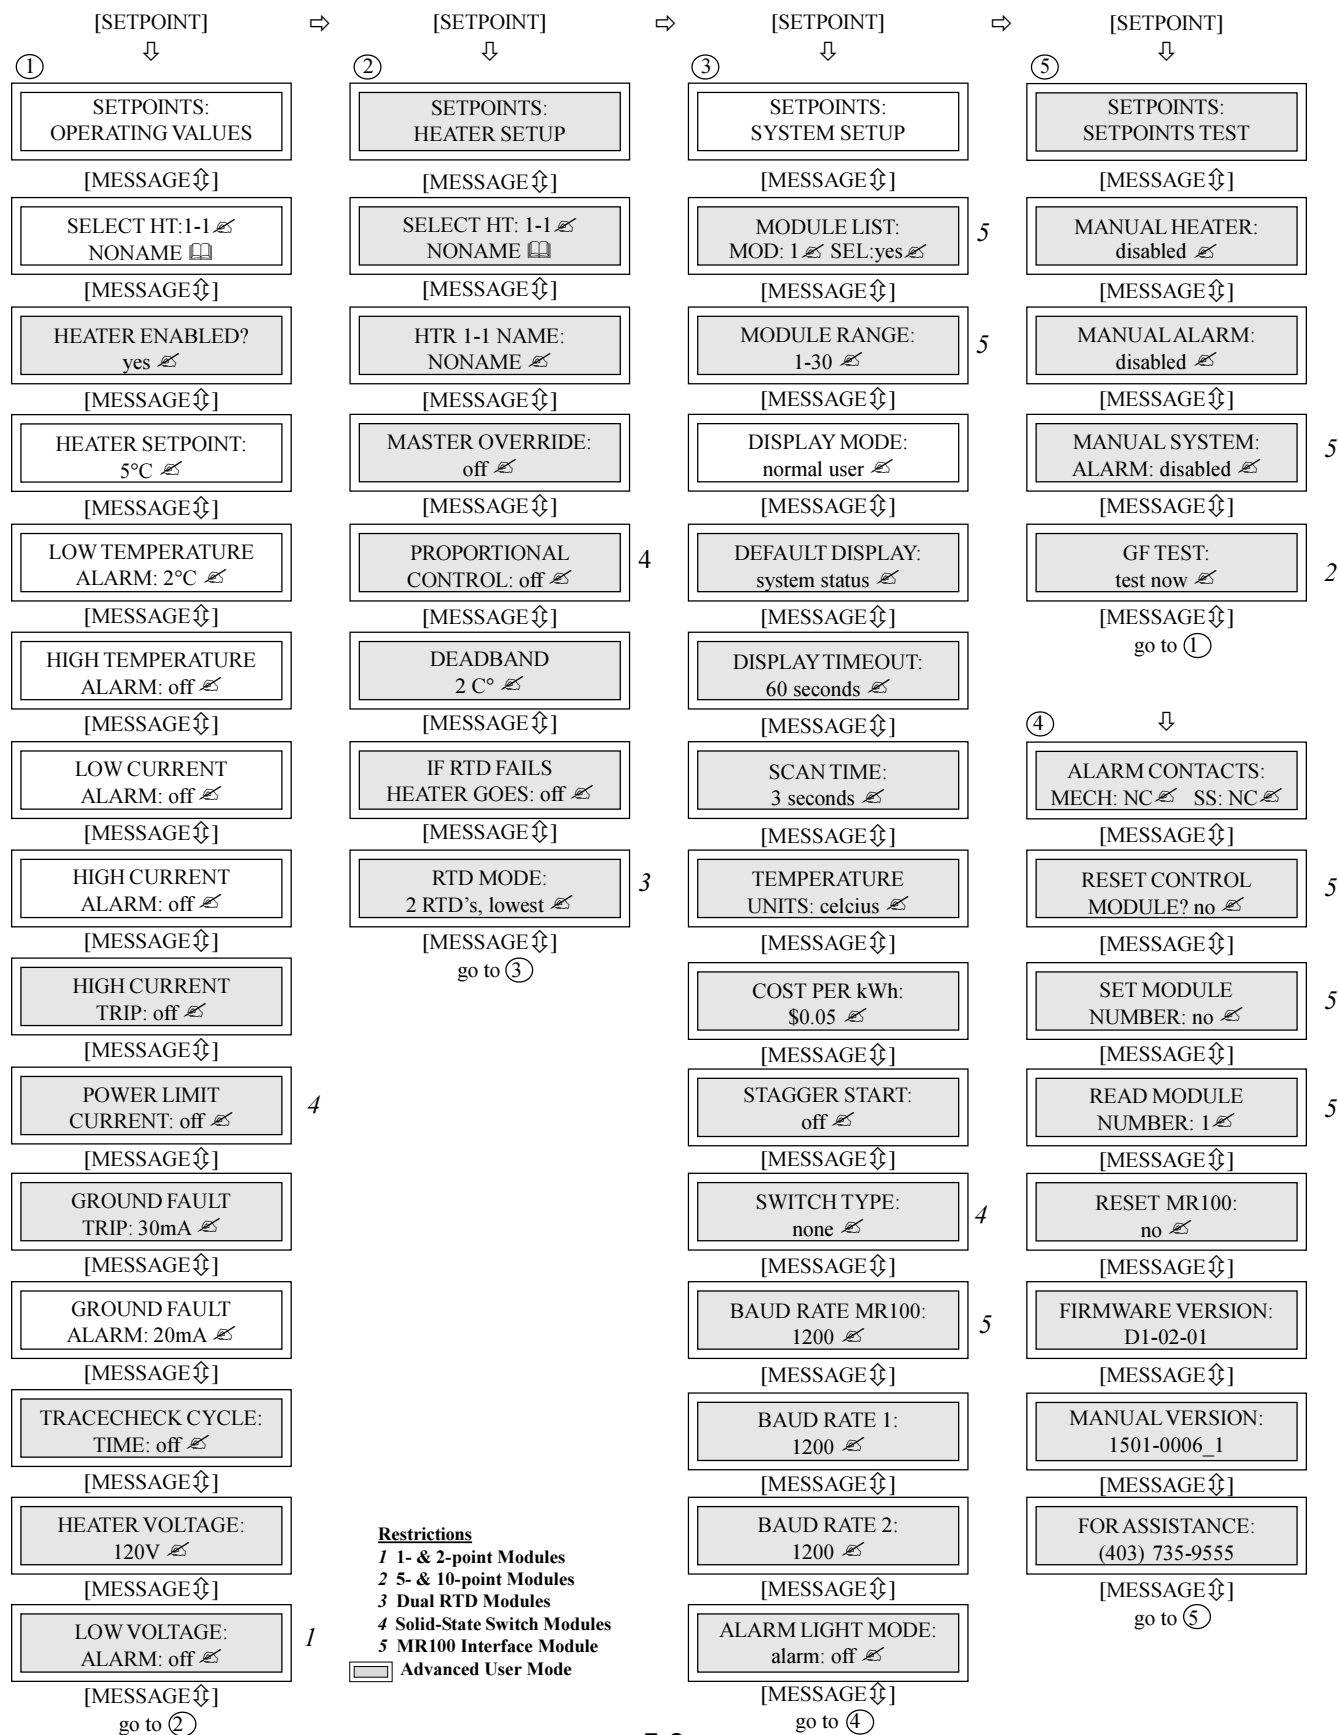 [SETPOINT] ⇨ [SETPOINT] ⇨ [SETPOINT] ⇨ [SETPOINT]
①
SETPOINTS:
OPERATING VALUES
[MESSAGE⇳]
SELECT HT:1-1✍
NONAME 🕮
[MESSAGE⇳]
HEATER ENABLED?
yes ✍
[MESSAGE⇳]
HEATER SETPOINT:
5°C ✍
[MESSAGE⇳]
LOW TEMPERATURE
ALARM: 2°C ✍
[MESSAGE⇳]
HIGH TEMPERATURE
ALARM: off ✍
[MESSAGE⇳]
LOW CURRENT
ALARM: off ✍
[MESSAGE⇳]
HIGH CURRENT
ALARM: off ✍
[MESSAGE⇳]
HIGH CURRENT
TRIP: off ✍
[MESSAGE⇳]
POWER LIMIT
CURRENT: off ✍
4
[MESSAGE⇳]
GROUND FAULT
TRIP: 30mA ✍
[MESSAGE⇳]
GROUND FAULT
ALARM: 20mA ✍
[MESSAGE⇳]
TRACECHECK CYCLE:
TIME: off ✍
[MESSAGE⇳]
HEATER VOLTAGE:
120V ✍
[MESSAGE⇳]
LOW VOLTAGE:
ALARM: off ✍
1
[MESSAGE⇳]
go to ②
②
SETPOINTS:
HEATER SETUP
[MESSAGE⇳]
SELECT HT: 1-1✍
NONAME 🕮
[MESSAGE⇳]
HTR 1-1 NAME:
NONAME ✍
[MESSAGE⇳]
MASTER OVERRIDE:
off ✍
[MESSAGE⇳]
PROPORTIONAL
CONTROL: off ✍
4
[MESSAGE⇳]
DEADBAND
2 C° ✍
[MESSAGE⇳]
IF RTD FAILS
HEATER GOES: off ✍
[MESSAGE⇳]
RTD MODE:
2 RTD's, lowest ✍
3
[MESSAGE⇳]
go to ③
Restrictions
1 1- & 2-point Modules
2 5- & 10-point Modules
3 Dual RTD Modules
4 Solid-State Switch Modules
5 MR100 Interface Module
Advanced User Mode
③
SETPOINTS:
SYSTEM SETUP
[MESSAGE⇳]
MODULE LIST:
MOD: 1✍ SEL:yes✍
5
[MESSAGE⇳]
MODULE RANGE:
1-30 ✍
5
[MESSAGE⇳]
DISPLAY MODE:
normal user ✍
[MESSAGE⇳]
DEFAULT DISPLAY:
system status ✍
[MESSAGE⇳]
DISPLAY TIMEOUT:
60 seconds ✍
[MESSAGE⇳]
SCAN TIME:
3 seconds ✍
[MESSAGE⇳]
TEMPERATURE
UNITS: celcius ✍
[MESSAGE⇳]
COST PER kWh:
$0.05 ✍
[MESSAGE⇳]
STAGGER START:
off ✍
[MESSAGE⇳]
SWITCH TYPE:
none ✍
4
[MESSAGE⇳]
BAUD RATE MR100:
1200 ✍
5
[MESSAGE⇳]
BAUD RATE 1:
1200 ✍
[MESSAGE⇳]
BAUD RATE 2:
1200 ✍
[MESSAGE⇳]
ALARM LIGHT MODE:
alarm: off ✍
[MESSAGE⇳]
go to ④
⑤
SETPOINTS:
SETPOINTS TEST
[MESSAGE⇳]
MANUAL HEATER:
disabled ✍
[MESSAGE⇳]
MANUAL ALARM:
disabled ✍
[MESSAGE⇳]
MANUAL SYSTEM:
ALARM: disabled ✍
5
[MESSAGE⇳]
GF TEST:
test now ✍
2
[MESSAGE⇳]
go to ①
④
ALARM CONTACTS:
MECH: NC✍ SS: NC✍
[MESSAGE⇳]
RESET CONTROL
MODULE? no ✍
5
[MESSAGE⇳]
SET MODULE
NUMBER: no ✍
5
[MESSAGE⇳]
READ MODULE
NUMBER: 1✍
5
[MESSAGE⇳]
RESET MR100:
no ✍
[MESSAGE⇳]
FIRMWARE VERSION:
D1-02-01
[MESSAGE⇳]
MANUAL VERSION:
1501-0006_1
[MESSAGE⇳]
FOR ASSISTANCE:
(403) 735-9555
[MESSAGE⇳]
go to ⑤